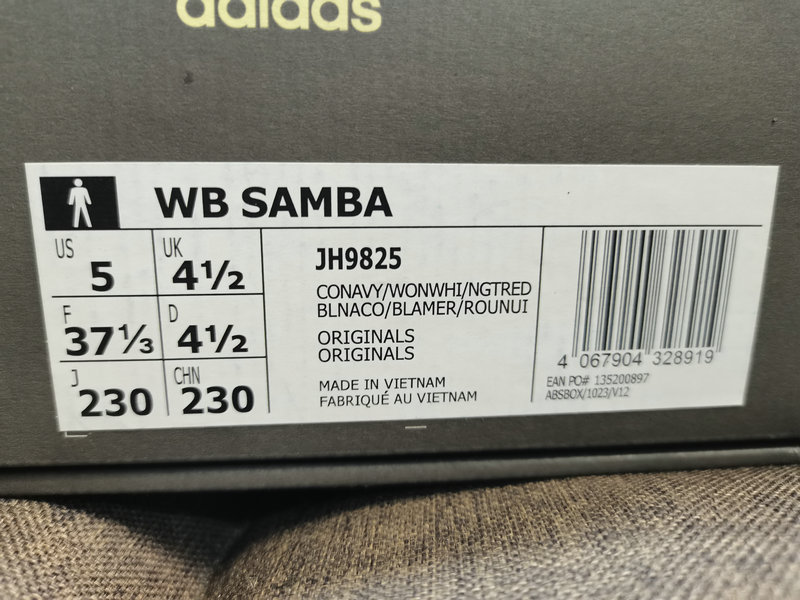 adidas
WB SAMBA
US 5 UK 4½
F 37⅓ D 4½
J 230 CHN 230
JH9825
CONAVY/WONWHI/NGTRED
BLNACO/BLAMER/ROUNUI
ORIGINALS
ORIGINALS
MADE IN VIETNAM
FABRIQUÉ AU VIETNAM
4 067904 328919
EAN PO# 135200897
ABSBOX/1023/V12